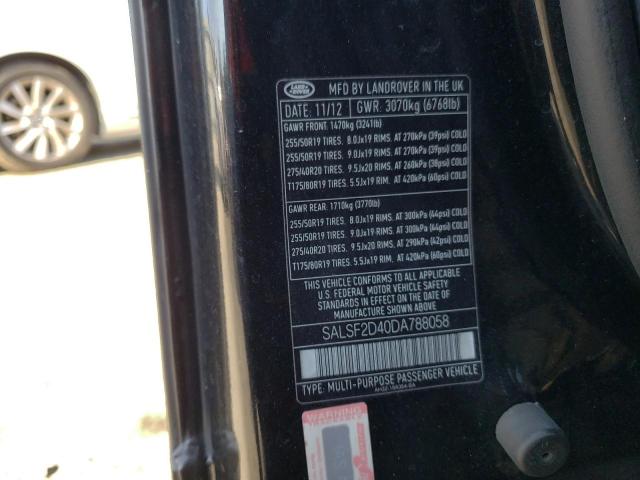 LAND ROVER
MFD BY LANDROVER IN THE UK
DATE: 11/12 GWR: 3070kg (6768lb)
GAWR FRONT: 1470kg (3241lb)
255/50R19 TIRES. 8.0Jx19 RIMS. AT 270kPa (39psi) COLD
255/50R19 TIRES. 9.0Jx19 RIMS. AT 270kPa (39psi) COLD
275/40R20 TIRES. 9.5Jx20 RIMS. AT 260kPa (38psi) COLD
T175/80R19 TIRES. 5.5Jx19 RIM. AT 420kPa (60psi) COLD
GAWR REAR: 1710kg (3770lb)
255/50R19 TIRES. 8.0Jx19 RIMS. AT 300kPa (44psi) COLD
255/50R19 TIRES. 9.0Jx19 RIMS. AT 300kPa (44psi) COLD
275/40R20 TIRES. 9.5Jx20 RIMS. AT 290kPa (42psi) COLD
T175/80R19 TIRES. 5.5Jx19 RIM. AT 420kPa (60psi) COLD
THIS VEHICLE CONFORMS TO ALL APPLICABLE
U.S. FEDERAL MOTOR VEHICLE SAFETY
STANDARDS IN EFFECT ON THE DATE OF
MANUFACTURE SHOWN ABOVE
SALSF2D40DA788058
TYPE: MULTI-PURPOSE PASSENGER VEHICLE
WARNING